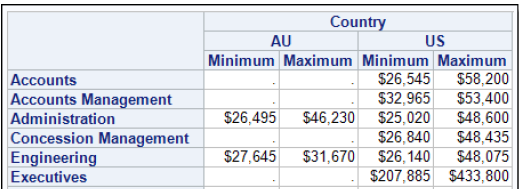 Country
AU US
Minimum Maximum Minimum Maximum
Accounts . . $26,545 $58,200
Accounts Management . . $32,965 $53,400
Administration $26,495 $46,230 $25,020 $48,600
Concession Management . . $26,840 $48,435
Engineering $27,645 $31,670 $26,140 $48,075
Executives . . $207,885 $433,800